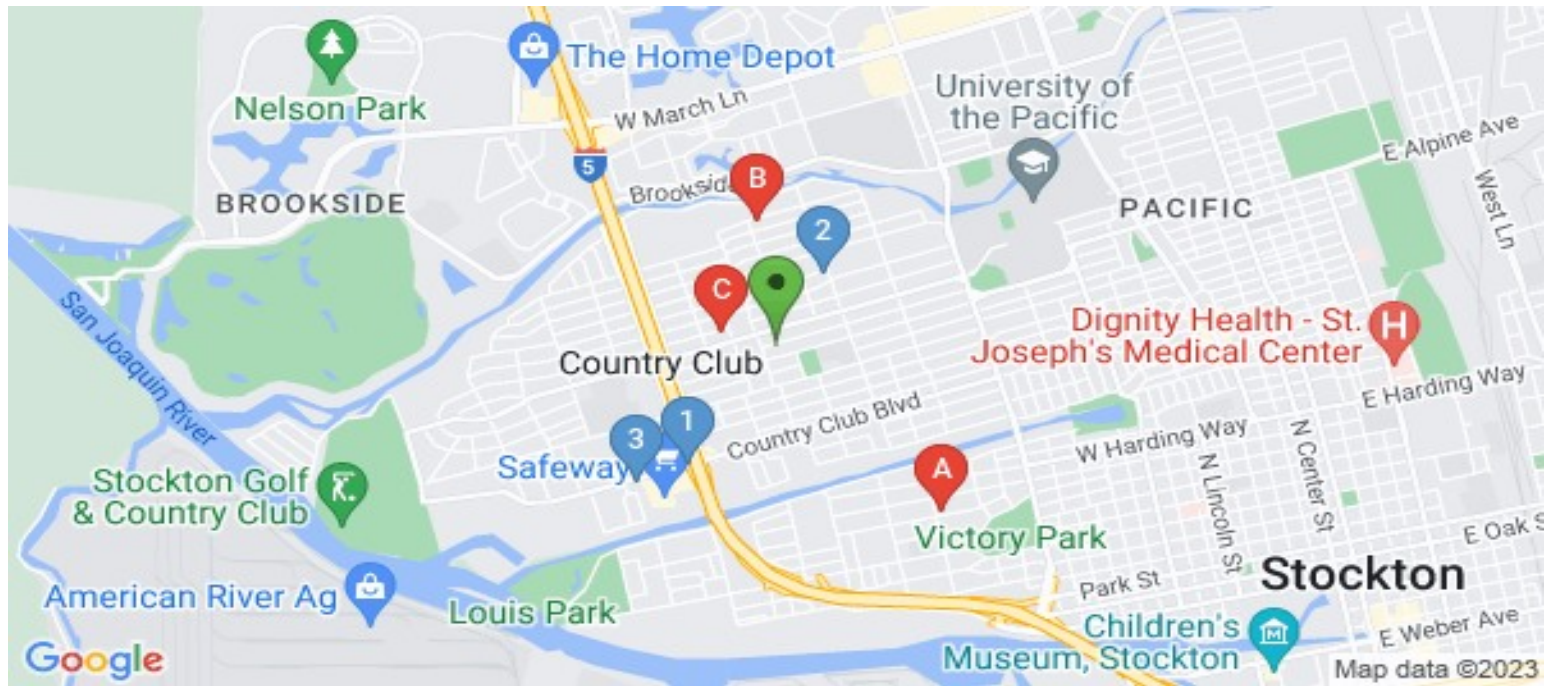 The Home Depot
Nelson Park
W March Ln
University of
the Pacific
E Alpine Ave
5
West Ln
B
BROOKSIDE
PACIFIC
2
C
San Joaquin River
Dignity Health - St.
Joseph's Medical Center
H
Country Club
E Harding Way
1
3
Country Club Blvd
W Harding Way
N Center St
N Lincoln St
Safeway
A
Stockton Golf
& Country Club
Victory Park
E Oak S
Stockton
Park St
American River Ag
Louis Park
Children's
Museum, Stockton
E Weber Ave
Google
Map data ©2023